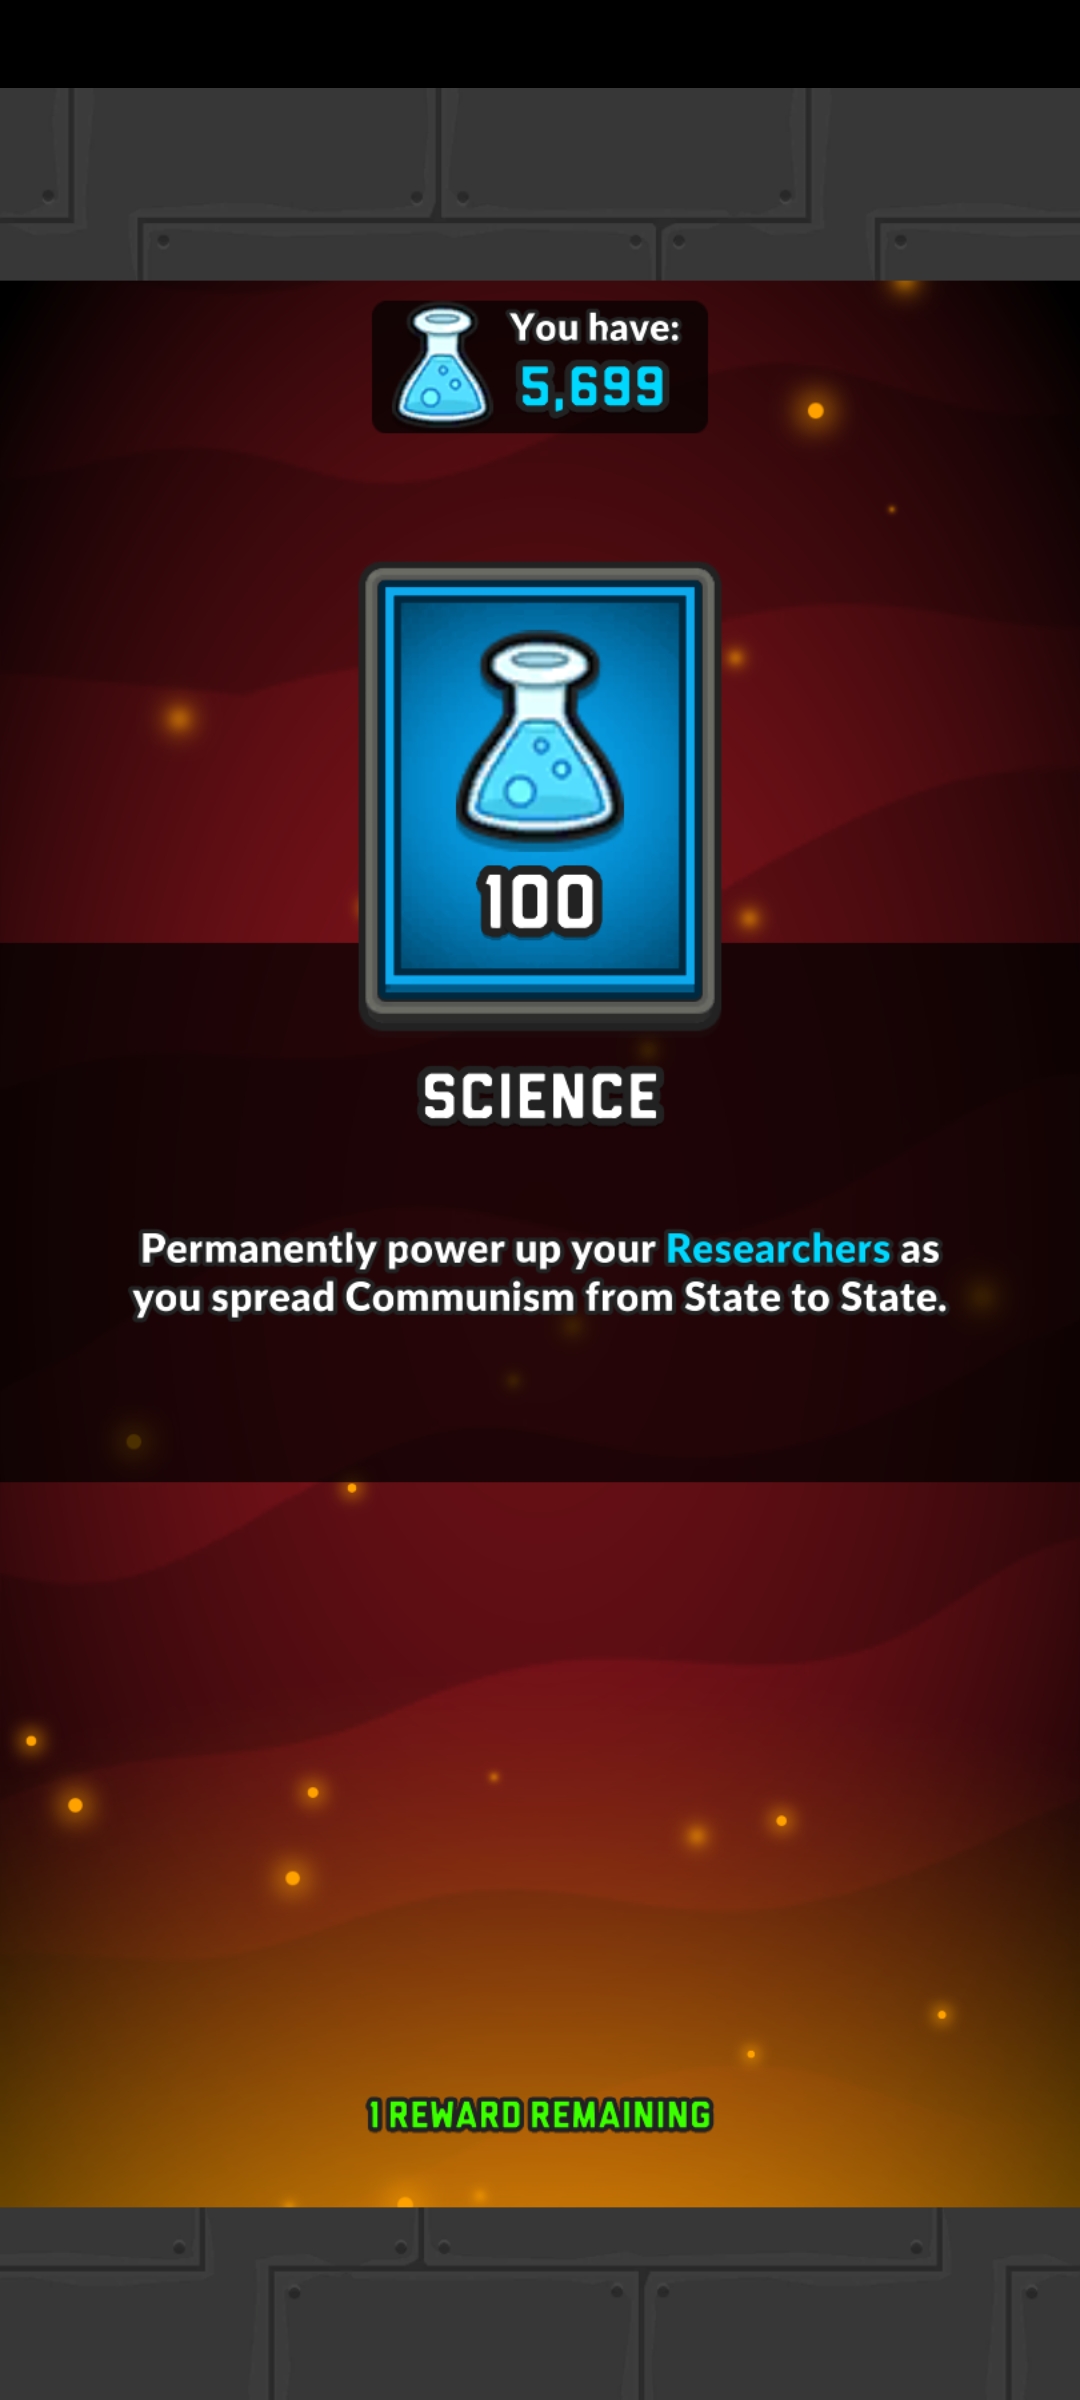 You have:
5,699
100
SCIENCE
Permanently power up your Researchers as
you spread Communism from State to State.
1 REWARD REMAINING